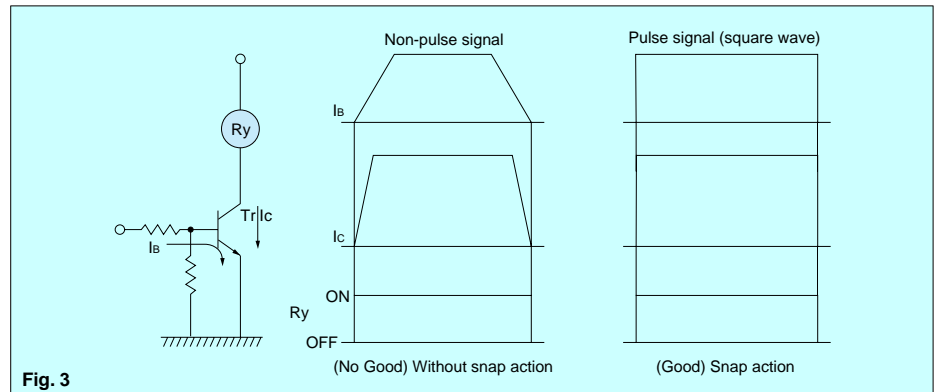 Non-pulse signal
Pulse signal (square wave)
Ry
IB
Tr Ic
IB
IC
ON
Ry
OFF
(No Good) Without snap action
(Good) Snap action
Fig. 3